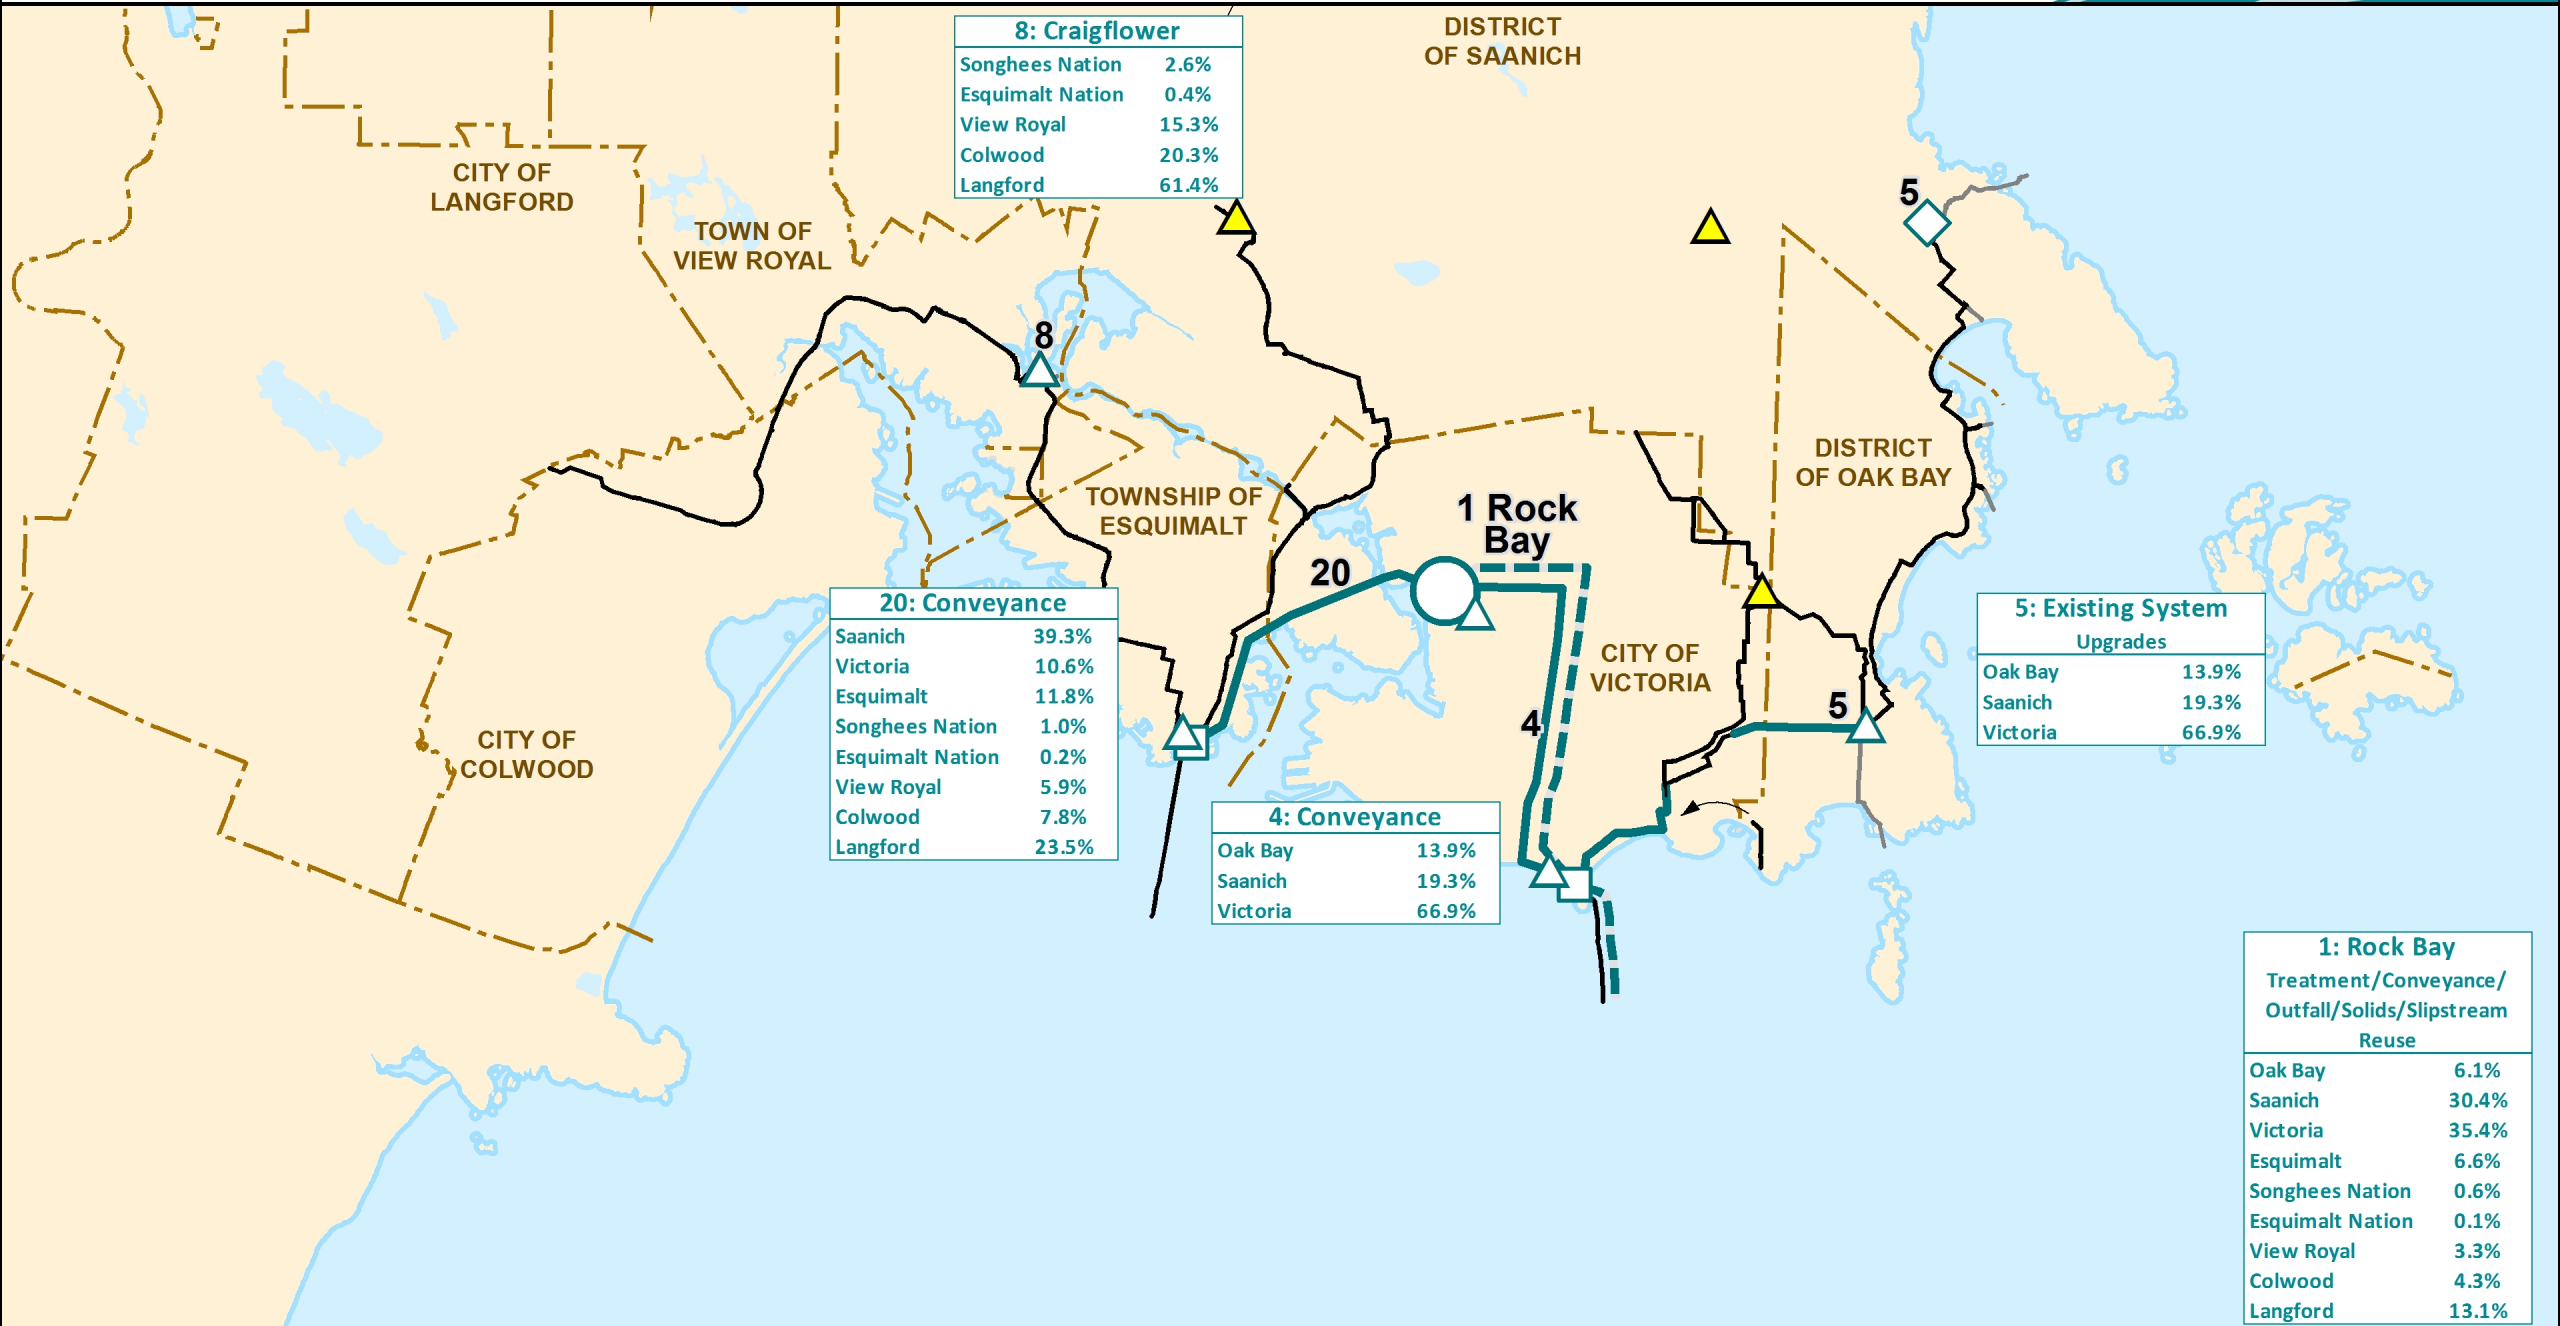 8: Craigflower
Songhees Nation 2.6%
Esquimalt Nation 0.4%
View Royal 15.3%
Colwood 20.3%
Langford 61.4%
DISTRICT
OF SAANICH
CITY OF
LANGFORD
TOWN OF
VIEW ROYAL
5
8
DISTRICT
OF OAK BAY
TOWNSHIP OF
ESQUIMALT
1 Rock
Bay
20
20: Conveyance
Saanich 39.3%
Victoria 10.6%
Esquimalt 11.8%
Songhees Nation 1.0%
Esquimalt Nation 0.2%
View Royal 5.9%
Colwood 7.8%
Langford 23.5%
CITY OF
VICTORIA
5: Existing System
Upgrades
Oak Bay 13.9%
Saanich 19.3%
Victoria 66.9%
4
5
CITY OF
COLWOOD
4: Conveyance
Oak Bay 13.9%
Saanich 19.3%
Victoria 66.9%
1: Rock Bay
Treatment/Conveyance/
Outfall/Solids/Slipstream
Reuse
Oak Bay 6.1%
Saanich 30.4%
Victoria 35.4%
Esquimalt 6.6%
Songhees Nation 0.6%
Esquimalt Nation 0.1%
View Royal 3.3%
Colwood 4.3%
Langford 13.1%